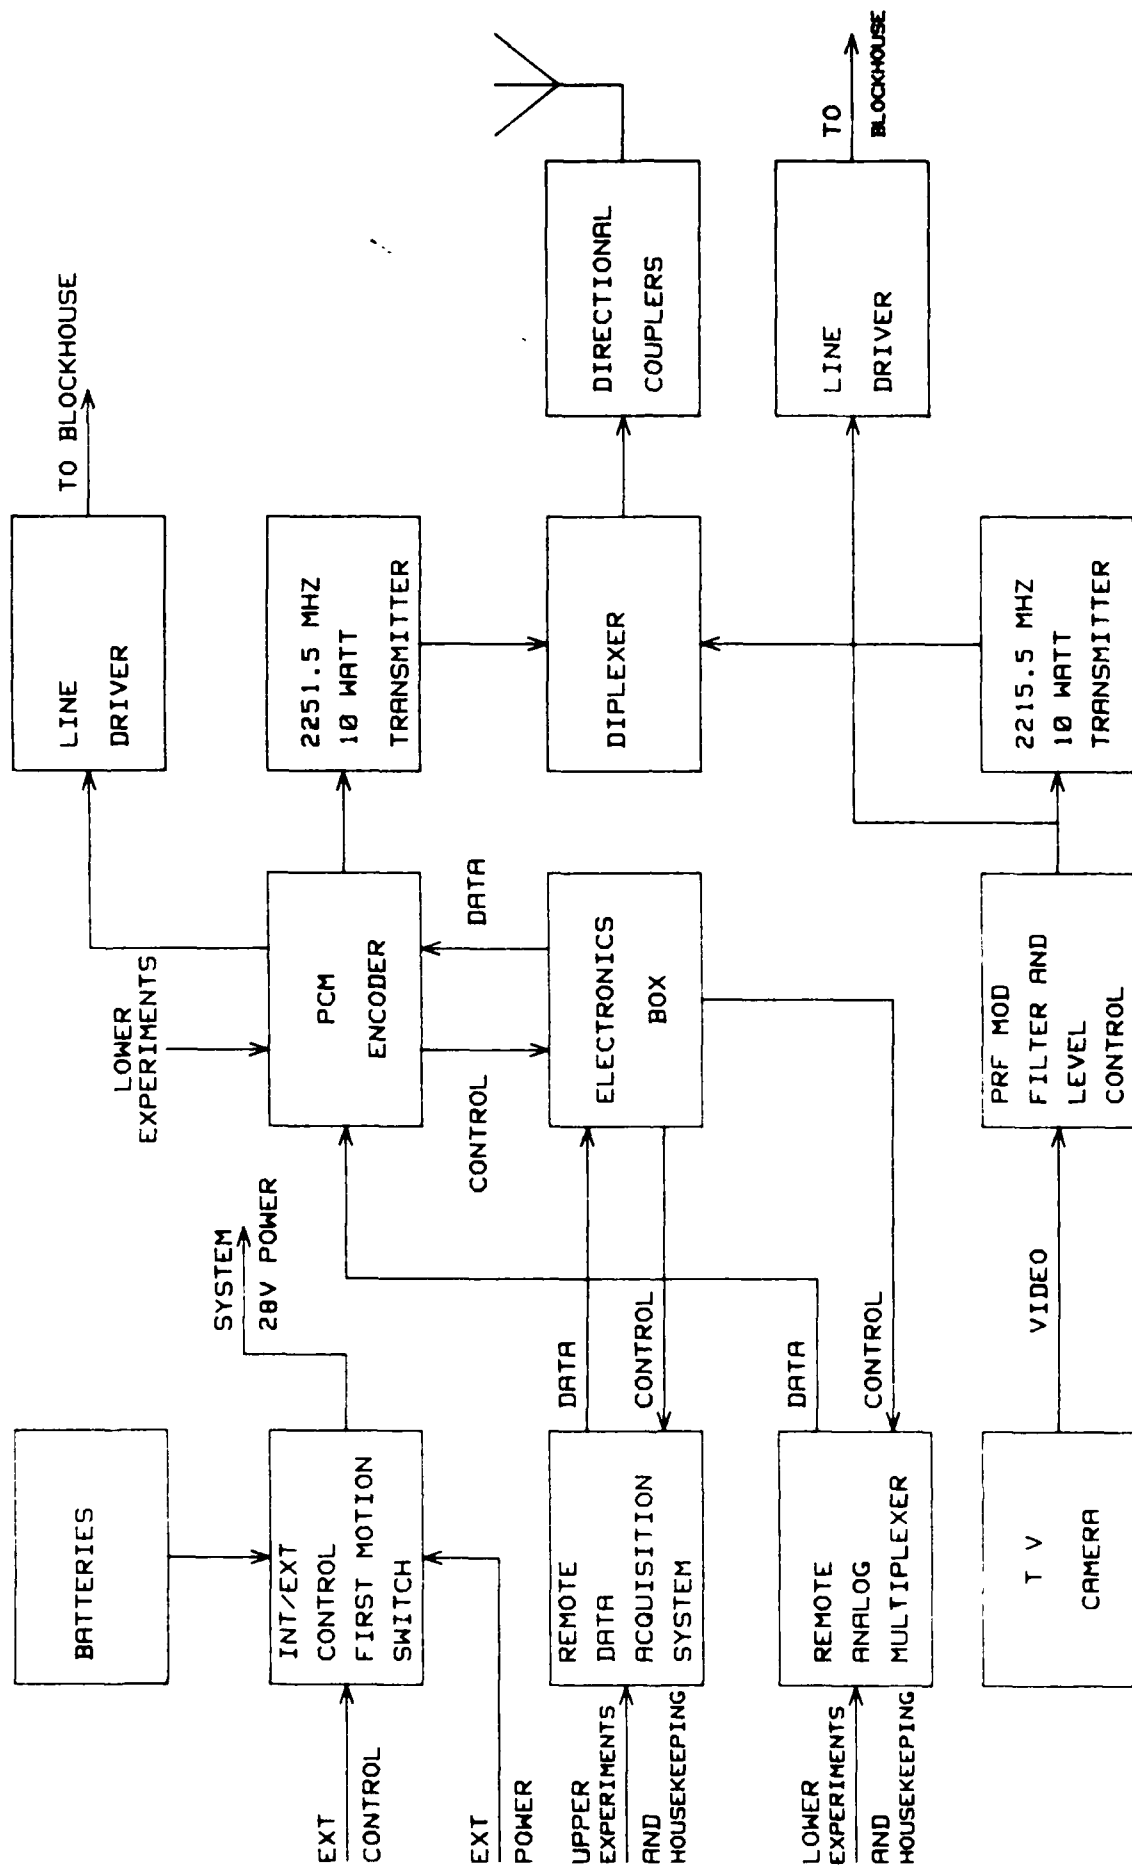 BATTERIES
SYSTEM
28V POWER
LOWER
EXPERIMENTS
LINE
DRIVER
TO BLOCKHOUSE
EXT
CONTROL
INT/EXT
CONTROL
FIRST MOTION
SWITCH
PCM
ENCODER
2251.5 MHZ
10 WATT
TRANSMITTER
EXT
POWER
CONTROL
DATA
UPPER
EXPERIMENTS
AND
HOUSEKEEPING
REMOTE
DATA
ACQUISITION
SYSTEM
DATA
CONTROL
ELECTRONICS
BOX
DIPLEXER
DIRECTIONAL
COUPLERS
LOWER
EXPERIMENTS
AND
HOUSEKEEPING
REMOTE
ANALOG
MULTIPLEXER
DATA
CONTROL
LINE
DRIVER
TO
BLOCKHOUSE
T V
CAMERA
VIDEO
PRF MOD
FILTER AND
LEVEL
CONTROL
2215.5 MHZ
10 WATT
TRANSMITTER